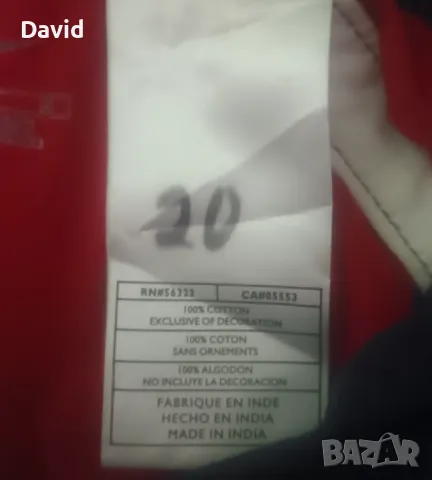 David
20
RN#56323 CA#05553
100% COTTON
EXCLUSIVE OF DECORATION
100% COTON
SANS ORNEMENTS
100% ALGODON
NO INCLUYE LA DECORACION
FABRIQUE EN INDE
HECHO EN INDIA
MADE IN INDIA
BAZAR